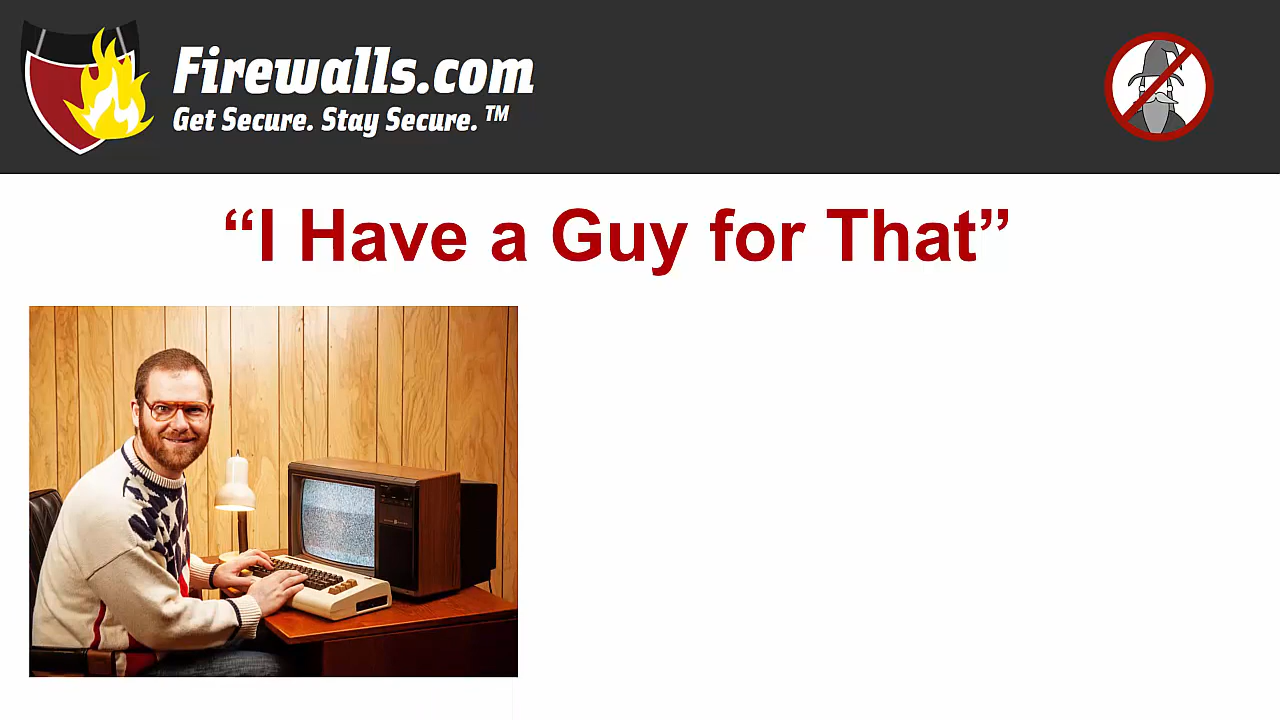 Firewalls.com
Get Secure. Stay Secure.™
“I Have a Guy for That”